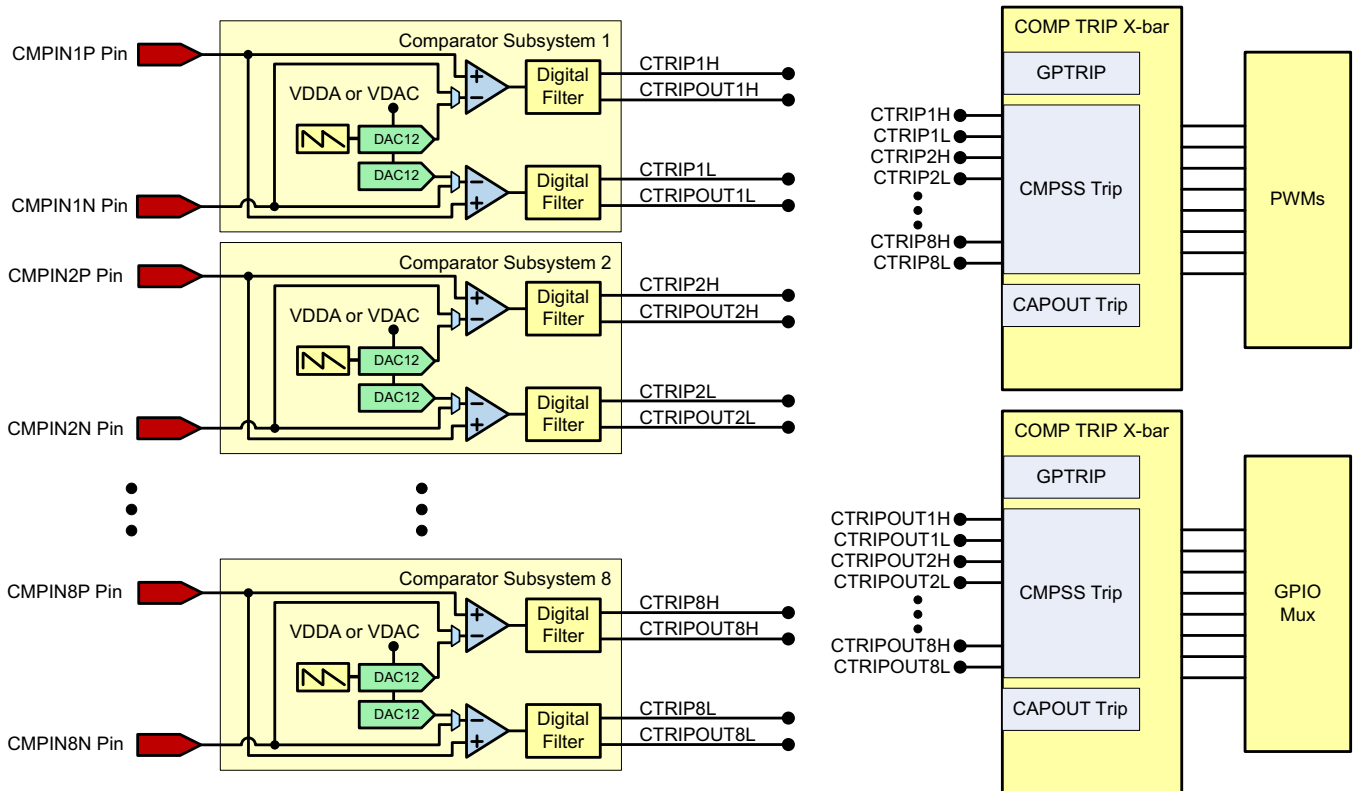 Comparator Subsystem 1
CMPIN1P Pin
VDDA or VDAC
DAC12
DAC12
Digital
Filter
CTRIP1H
CTRIPOUT1H
Digital
Filter
CTRIP1L
CTRIPOUT1L
CMPIN1N Pin
Comparator Subsystem 2
CMPIN2P Pin
VDDA or VDAC
DAC12
DAC12
Digital
Filter
CTRIP2H
CTRIPOUT2H
Digital
Filter
CTRIP2L
CTRIPOUT2L
CMPIN2N Pin
Comparator Subsystem 8
CMPIN8P Pin
VDDA or VDAC
DAC12
DAC12
Digital
Filter
CTRIP8H
CTRIPOUT8H
Digital
Filter
CTRIP8L
CTRIPOUT8L
CMPIN8N Pin
COMP TRIP X-bar
GPTRIP
CTRIP1H
CTRIP1L
CTRIP2H
CTRIP2L
CTRIP8H
CTRIP8L
CMPSS Trip
CAPOUT Trip
PWMs
COMP TRIP X-bar
GPTRIP
CTRIPOUT1H
CTRIPOUT1L
CTRIPOUT2H
CTRIPOUT2L
CTRIPOUT8H
CTRIPOUT8L
CMPSS Trip
CAPOUT Trip
GPIO
Mux